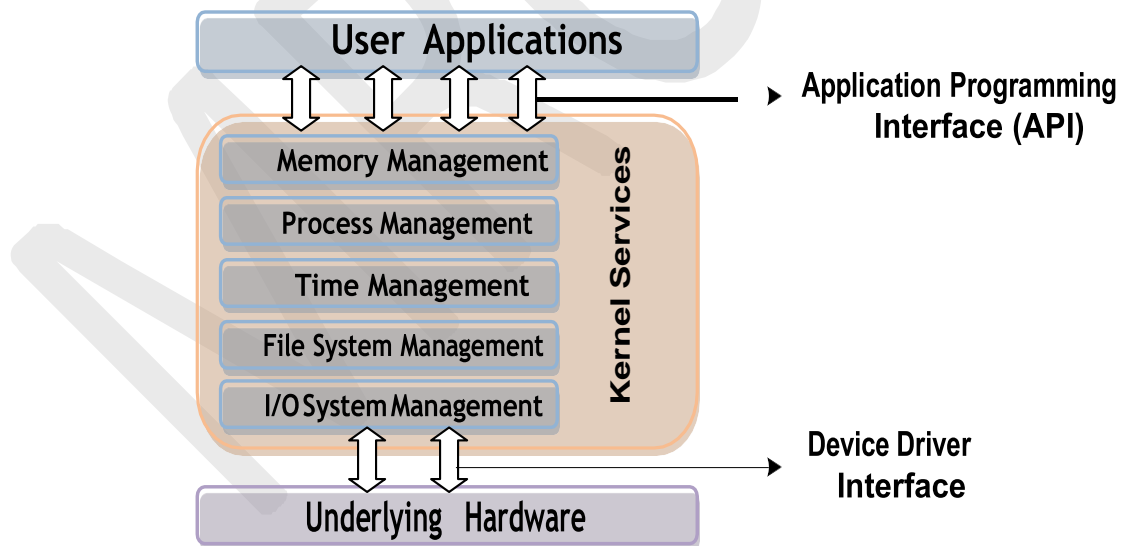 User Applications
Application Programming
Interface (API)
Memory Management
Process Management
Time Management
File System Management
I/O System Management
Kernel Services
Device Driver
Interface
Underlying Hardware